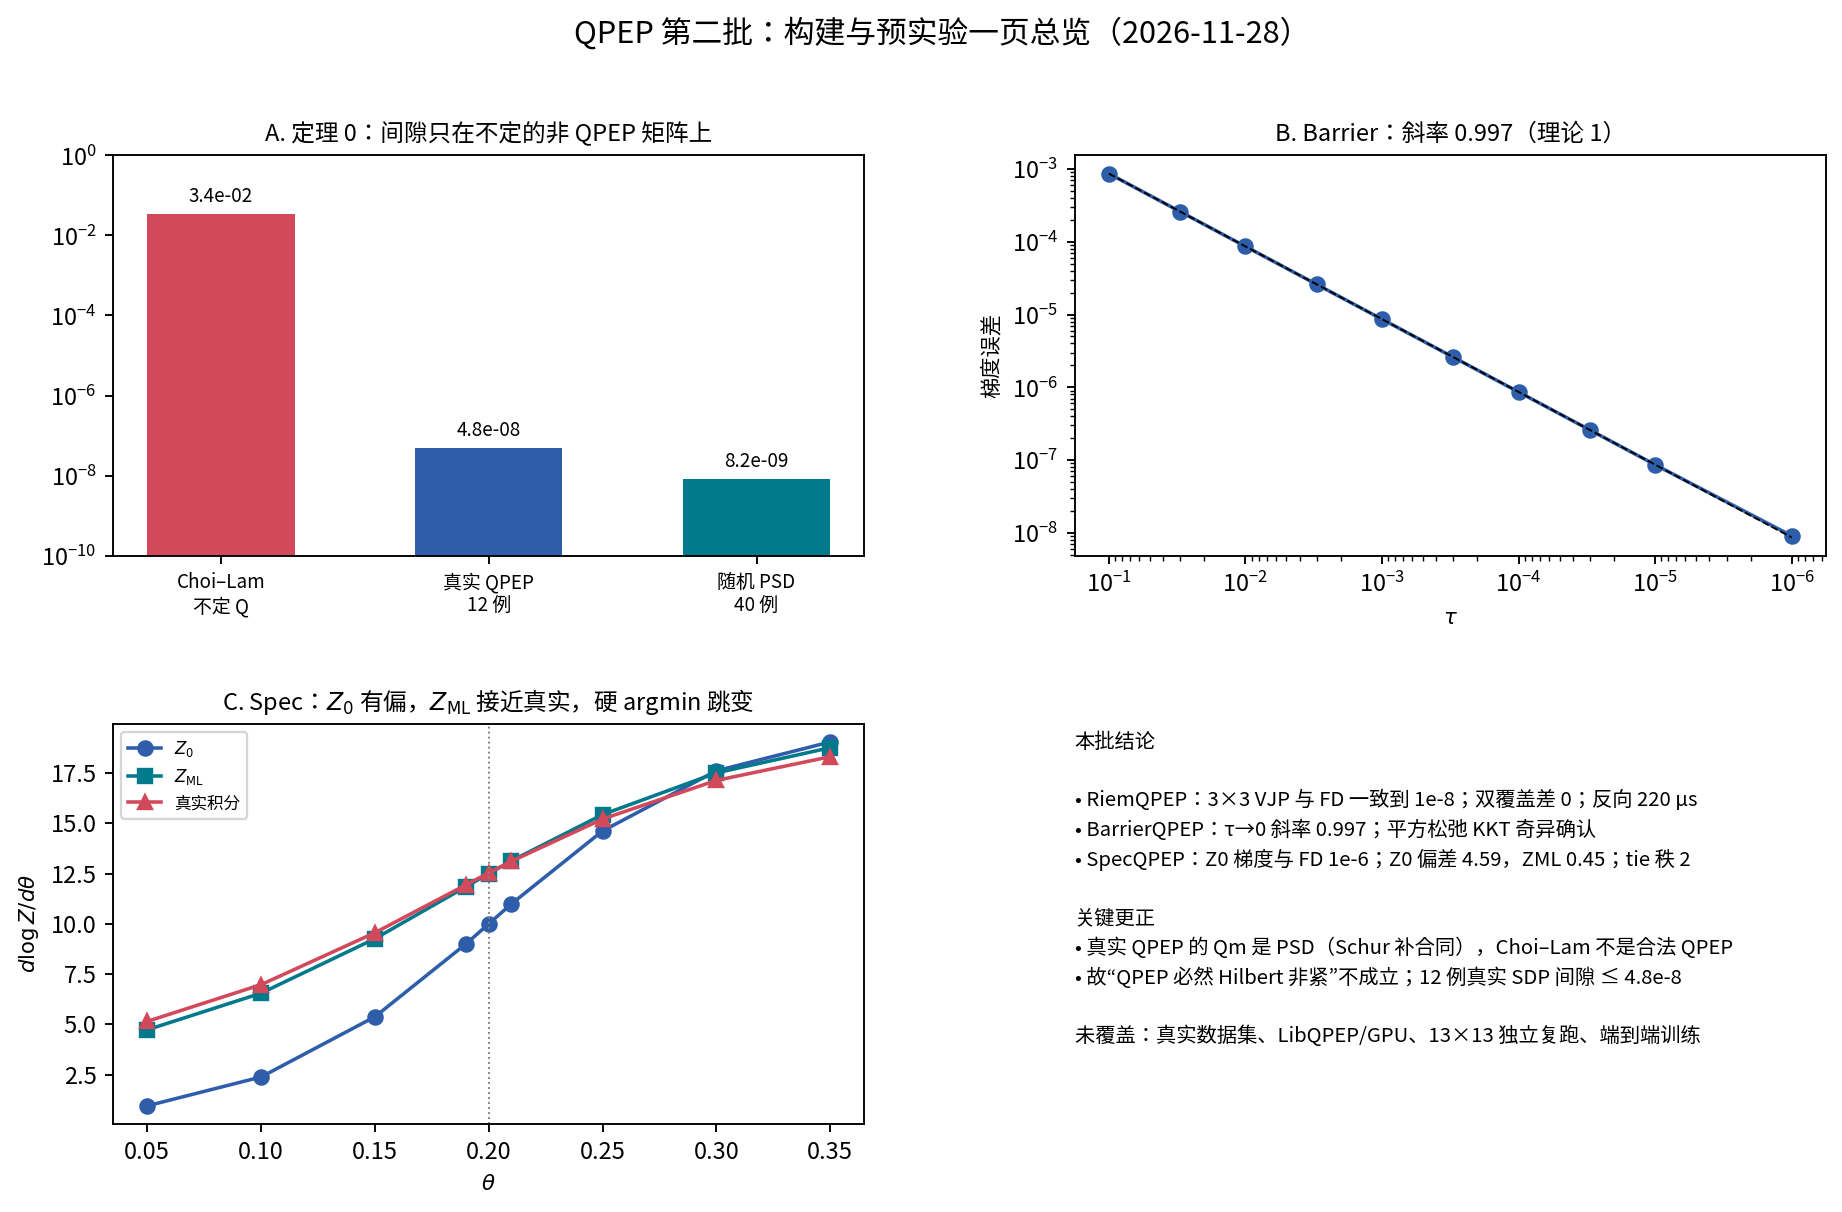 QPEP 第二批：构建与预实验一页总览（2026-11-28）
A. 定理 0：间隙只在不定的非 QPEP 矩阵上
10⁰
10⁻²
10⁻⁴
10⁻⁶
10⁻⁸
10⁻¹⁰
3.4e-02
4.8e-08
8.2e-09
Choi–Lam
不定 Q
真实 QPEP
12 例
随机 PSD
40 例
B. Barrier：斜率 0.997（理论 1）
梯度误差
10⁻³
10⁻⁴
10⁻⁵
10⁻⁶
10⁻⁷
10⁻⁸
10⁻¹
10⁻²
10⁻³
10⁻⁴
10⁻⁵
10⁻⁶
τ
C. Spec：Z₀ 有偏，Z_ML 接近真实，硬 argmin 跳变
Z₀
Z_ML
真实积分
d log Z/dθ
17.5
15.0
12.5
10.0
7.5
5.0
2.5
0.05
0.10
0.15
0.20
0.25
0.30
0.35
θ
本批结论
• RiemQPEP：3×3 VJP 与 FD 一致到 1e-8；双覆盖差 0；反向 220 μs
• BarrierQPEP：τ→0 斜率 0.997；平方松弛 KKT 奇异确认
• SpecQPEP：Z0 梯度与 FD 1e-6；Z0 偏差 4.59，ZML 0.45；tie 秩 2
关键更正
• 真实 QPEP 的 Qm 是 PSD（Schur 补合同），Choi–Lam 不是合法 QPEP
• 故“QPEP 必然 Hilbert 非紧”不成立；12 例真实 SDP 间隙 ≤ 4.8e-8
未覆盖：真实数据集、LibQPEP/GPU、13×13 独立复跑、端到端训练